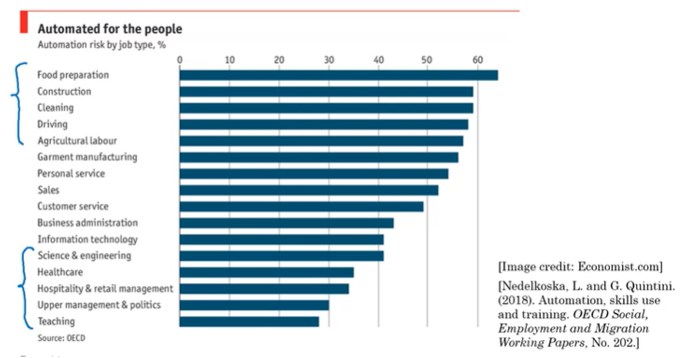 Automated for the people
Automation risk by job type, %
0 10 20 30 40 50 60
Food preparation
Construction
Cleaning
Driving
Agricultural labour
Garment manufacturing
Personal service
Sales
Customer service
Business administration
Information technology
Science & engineering
Healthcare
Hospitality & retail management
Upper management & politics
Teaching
Source: OECD
[Image credit: Economist.com]
[Nedelkoska, L. and G. Quintini.
(2018). Automation, skills use
and training. OECD Social,
Employment and Migration
Working Papers, No. 202.]